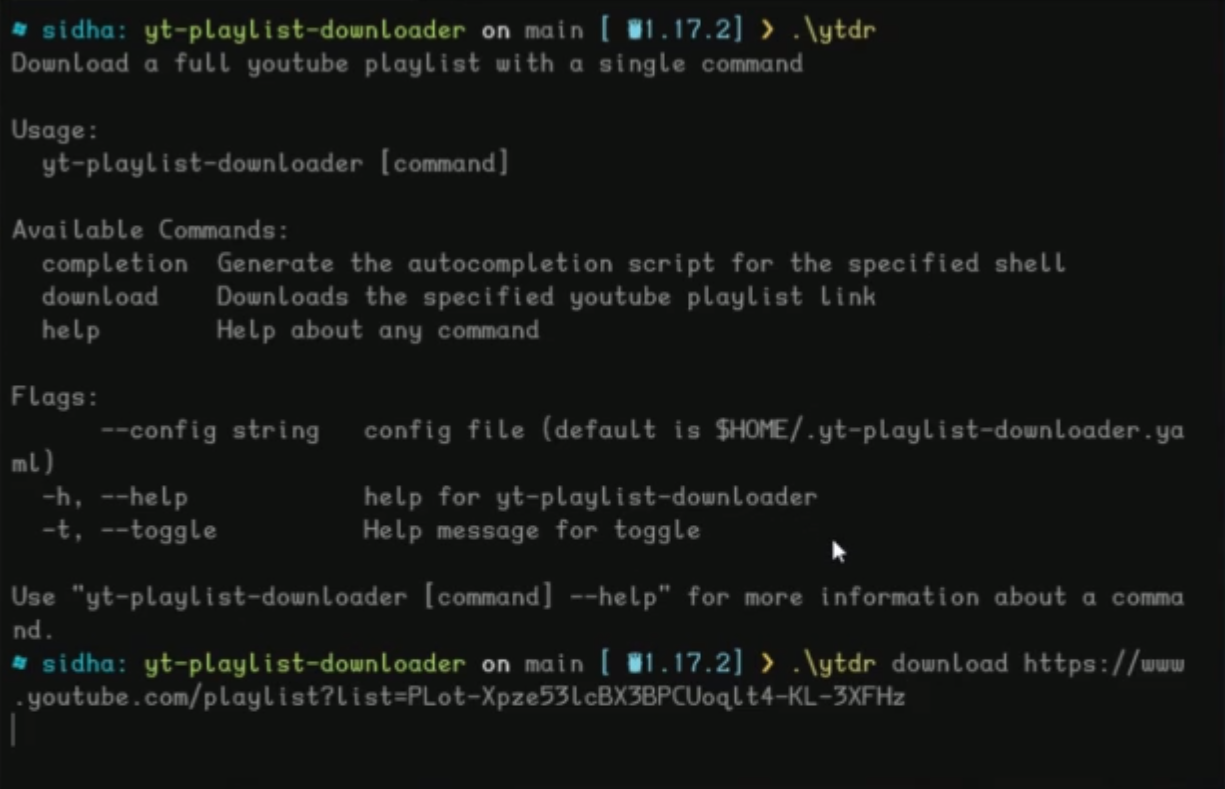 sidha: yt-playlist-downloader on main [ 1.17.2] ❯ .\ytdr
Download a full youtube playlist with a single command
Usage:
yt-playlist-downloader [command]
Available Commands:
completion  Generate the autocompletion script for the specified shell
download    Downloads the specified youtube playlist link
help        Help about any command
Flags:
--config string   config file (default is $HOME/.yt-playlist-downloader.ya
ml)
-h, --help            help for yt-playlist-downloader
-t, --toggle          Help message for toggle
Use "yt-playlist-downloader [command] --help" for more information about a comma
nd.
sidha: yt-playlist-downloader on main [ 1.17.2] ❯ .\ytdr download https://www
.youtube.com/playlist?list=PLot-Xpze53lcBX3BPCUoqlt4-KL-3XFHz